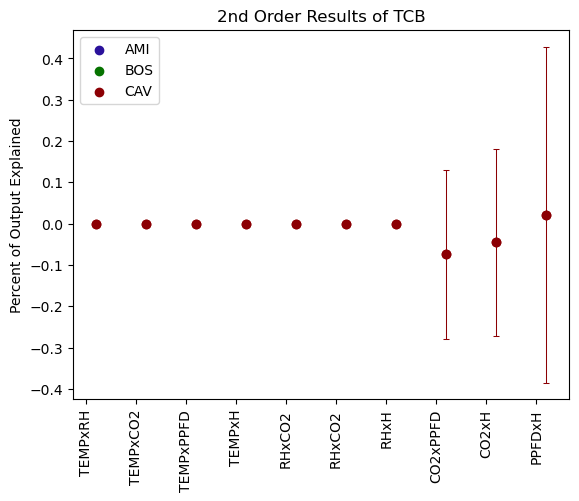 2nd Order Results of TCB
AMI
BOS
CAV
Percent of Output Explained
0.4
0.3
0.2
0.1
0.0
−0.1
−0.2
−0.3
−0.4
TEMPxRH
TEMPxCO2
TEMPxPPFD
TEMPxH
RHxCO2
RHxCO2
RHxH
CO2xPPFD
CO2xH
PPFDxH